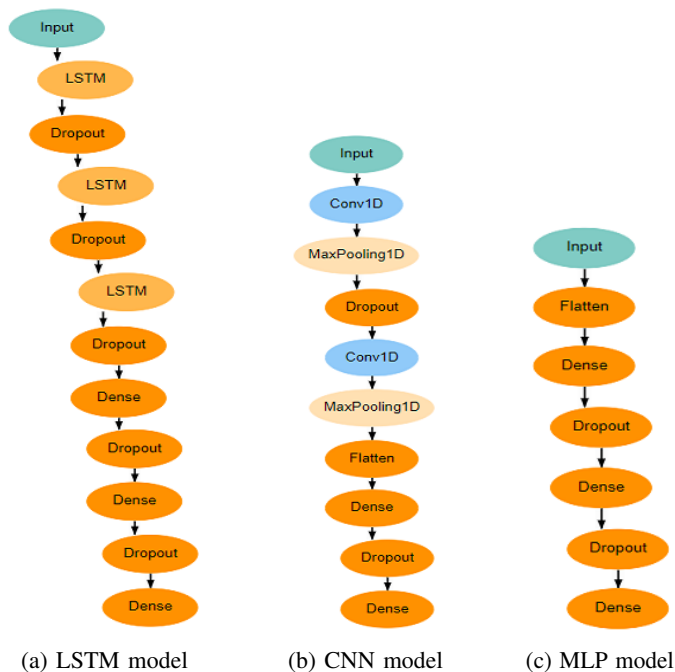 Input
LSTM
Dropout
LSTM
Dropout
LSTM
Dropout
Dense
Dropout
Dense
Dropout
Dense
(a) LSTM model
Input
Conv1D
MaxPooling1D
Dropout
Conv1D
MaxPooling1D
Flatten
Dense
Dropout
Dense
(b) CNN model
Input
Flatten
Dense
Dropout
Dense
Dropout
Dense
(c) MLP model